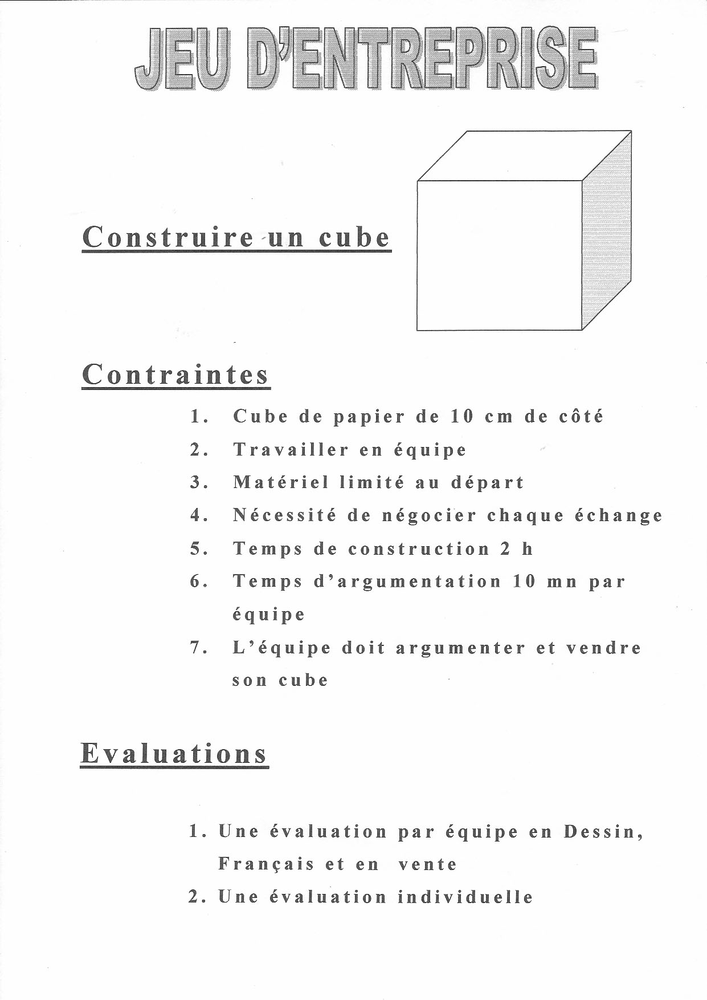 JEU D'ENTREPRISE
Construire un cube
Contraintes
1. Cube de papier de 10 cm de côté
2. Travailler en équipe
3. Matériel limité au départ
4. Nécessité de négocier chaque échange
5. Temps de construction 2 h
6. Temps d'argumentation 10 mn par
équipe
7. L'équipe doit argumenter et vendre
son cube
Evaluations
1. Une évaluation par équipe en Dessin,
Français et en vente
2. Une évaluation individuelle